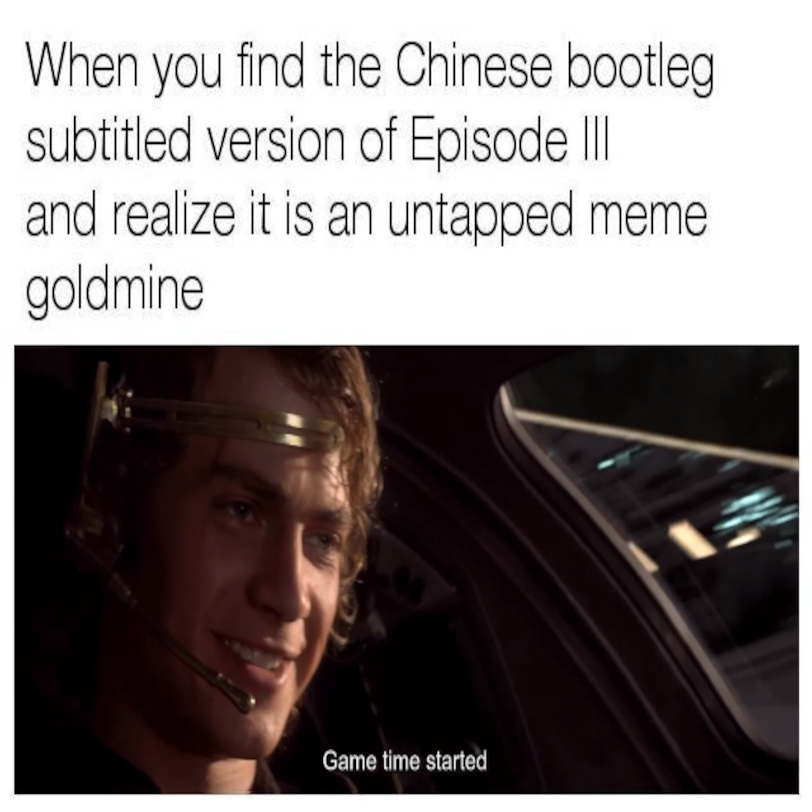 When you find the Chinese bootleg
subtitled version of Episode III
and realize it is an untapped meme
goldmine
Game time started